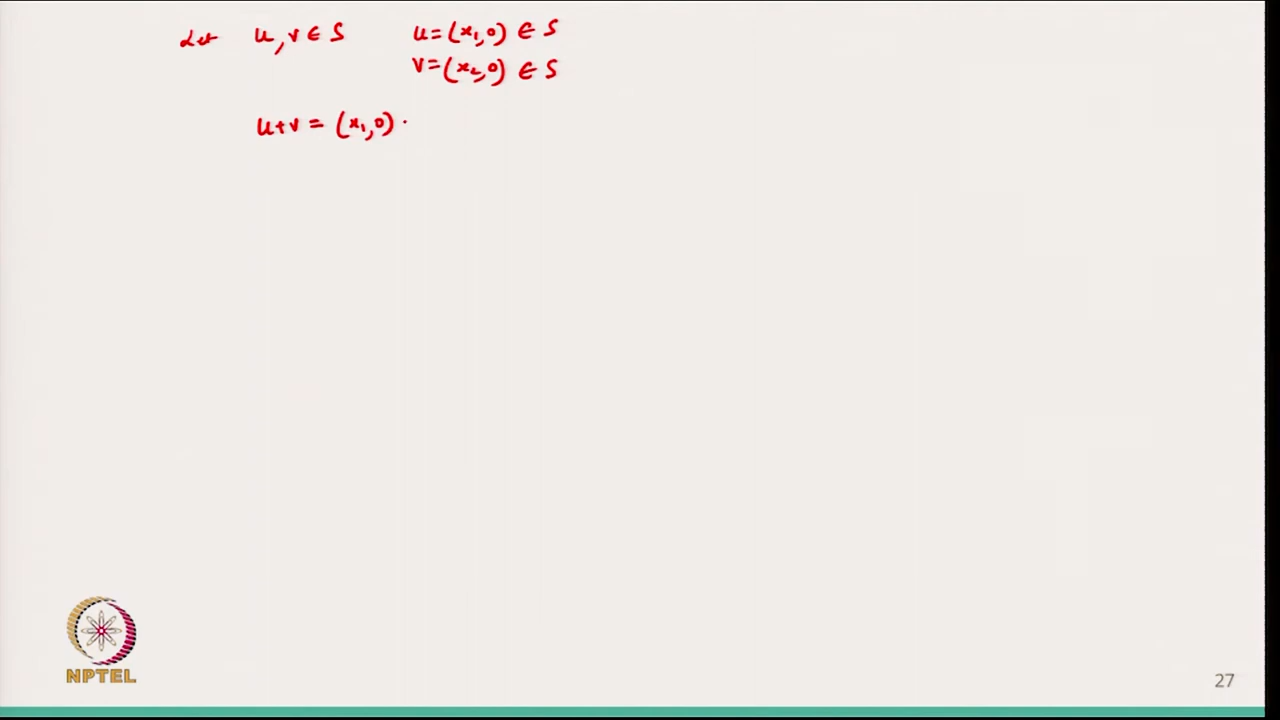 Let u, v ∈ S u = (x₁, 0) ∈ S
v = (x₂, 0) ∈ S
u+v = (x₁, 0) ·
NPTEL
27